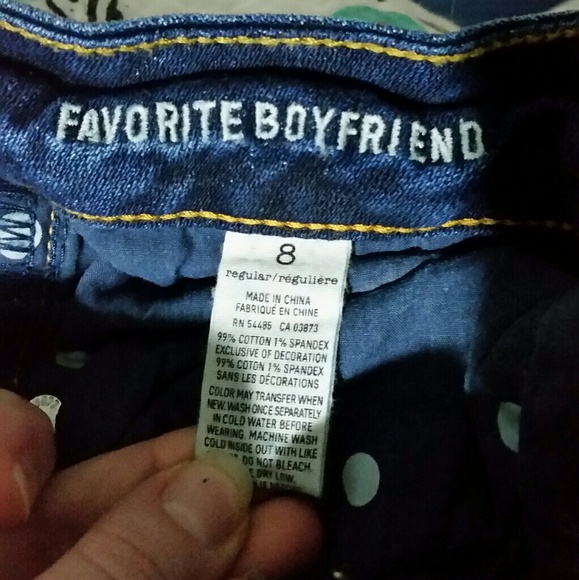 FAVORITE BOYFRIEND
8
regular/régulière
MADE IN CHINA
FABRIQUÉ EN CHINE
RN 54485 CA 03873
99% COTTON 1% SPANDEX
EXCLUSIVE OF DECORATION
99% COTON 1% SPANDEX
SANS LES DÉCORATIONS
COLOR MAY TRANSFER WHEN
NEW. WASH ONCE SEPARATELY
IN COLD WATER BEFORE
WEARING. MACHINE WASH
COLD INSIDE OUT WITH LIKE
DO NOT BLEACH.
DRY LOW.